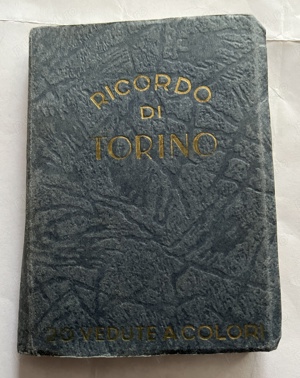 RICORDO
DI
TORINO
20 VEDUTE A COLORI